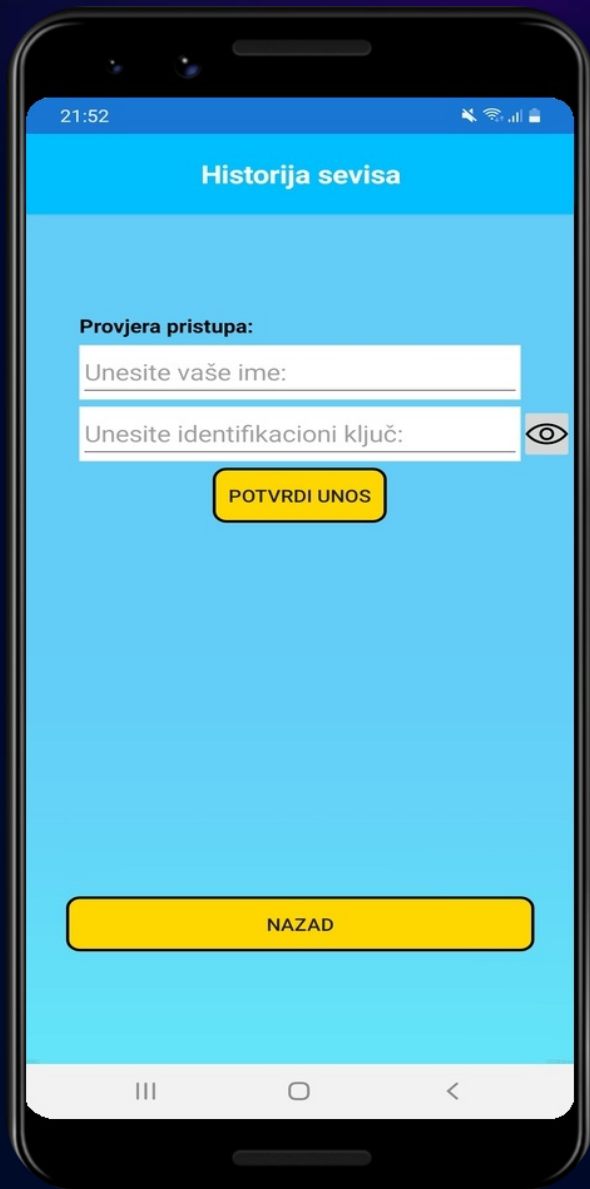 21:52
Historija sevisa
Provjera pristupa:
Unesite vaše ime:
Unesite identifikacioni ključ:
POTVRDI UNOS
NAZAD